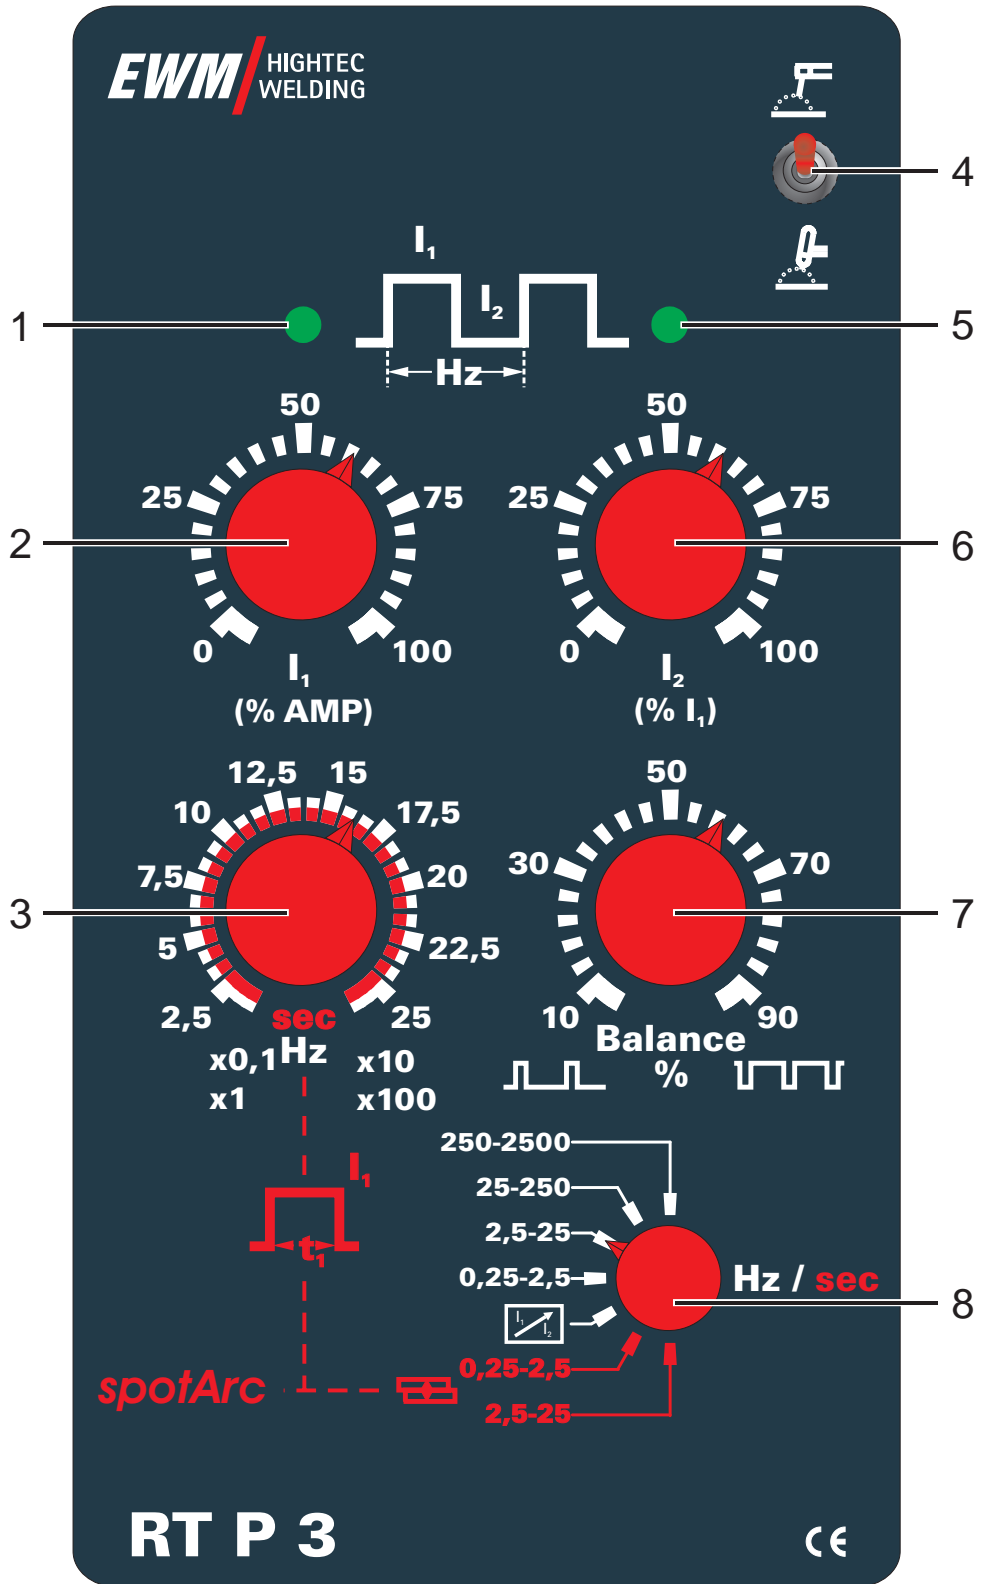 EWM HIGHTEC
WELDING
4
I₁
I₂
1
5
Hz
50
50
25
75
25
75
2
6
0
100
0
100
I₁
I₂
(% AMP)
(% I₁)
12,5
15
50
10
17,5
7,5
20
30
70
3
7
5
22,5
2,5
25
10
90
sec
Hz
Balance
x0,1
x10
%
x1
x100
250-2500
I₁
25-250
2,5-25
t₁
0,25-2,5
Hz / sec
8
I₁ I₂
0,25-2,5
spotArc
2,5-25
RT P 3
CE